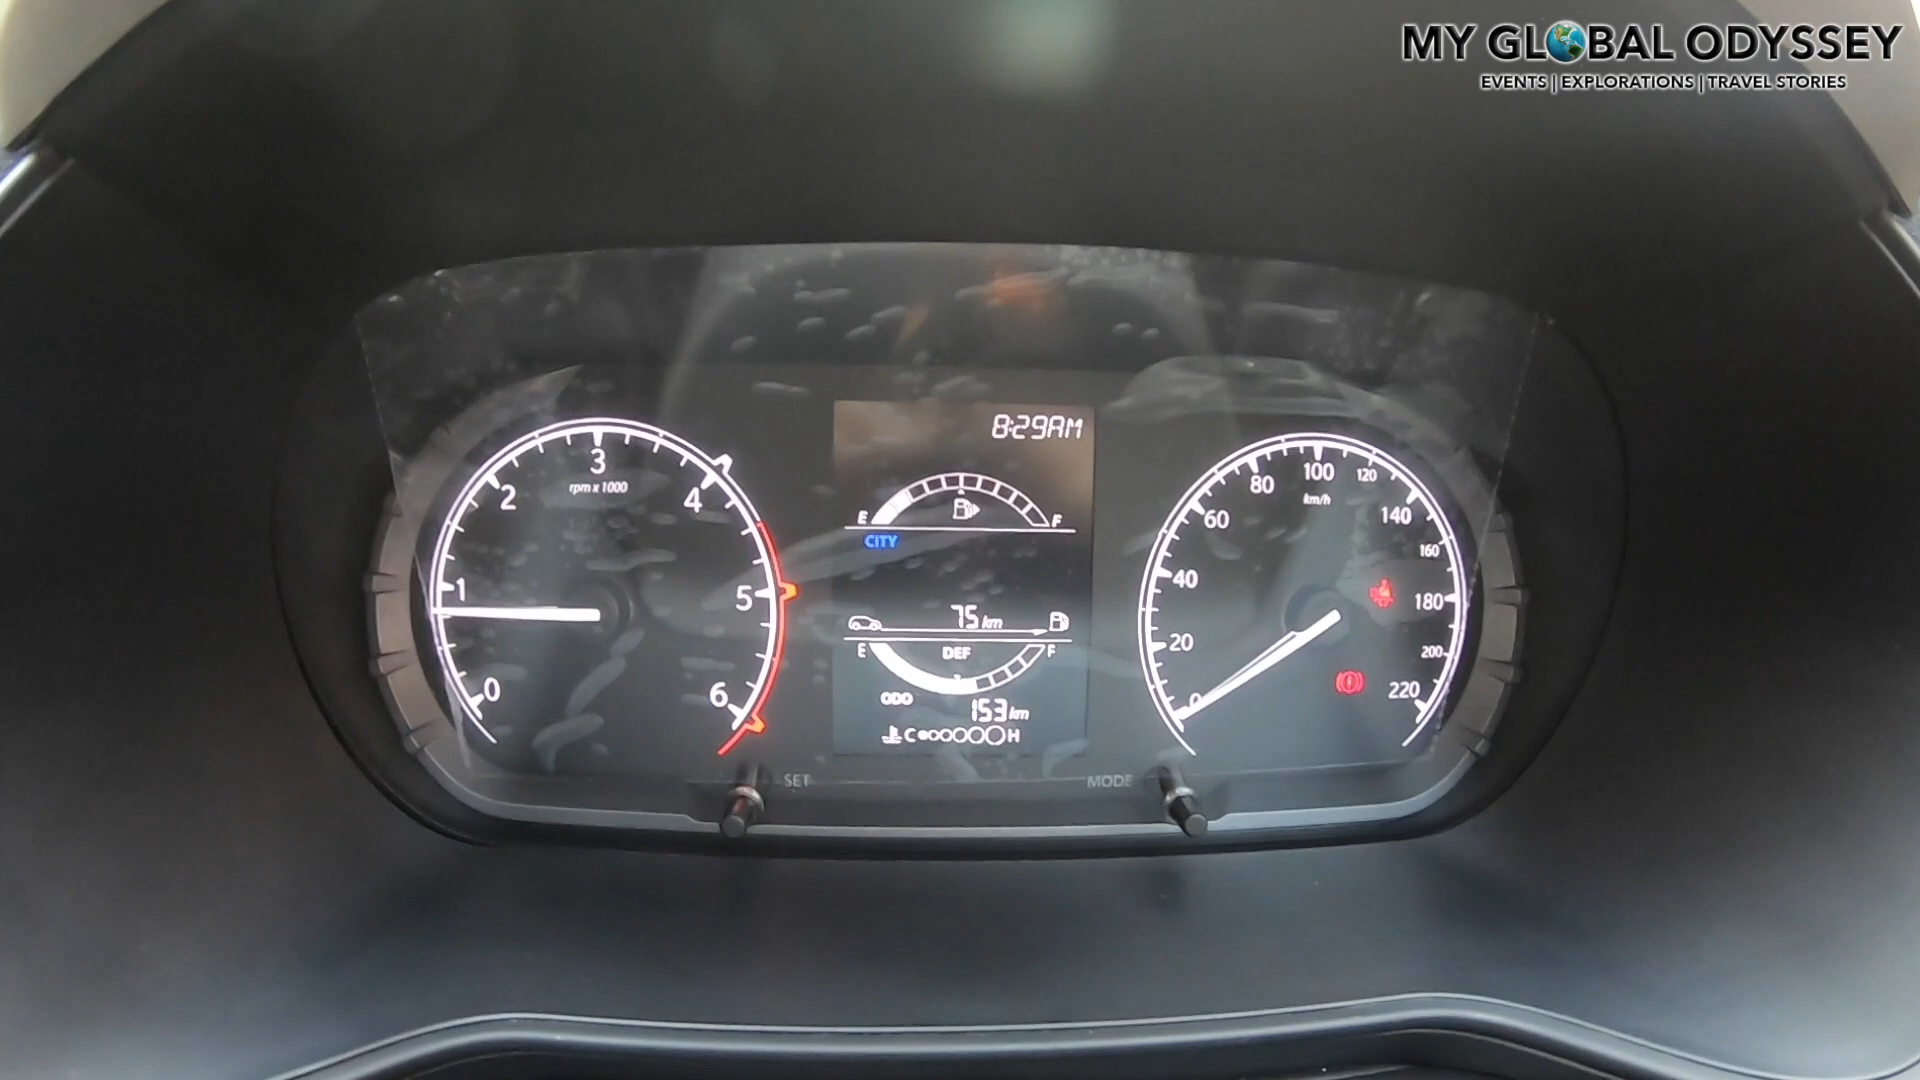 MY GLOBAL ODYSSEY
EVENTS | EXPLORATIONS | TRAVEL STORIES
0
1
2
3
4
5
6
rpm x 1000
8:29AM
E F
CITY
75 km
E DEF F
ODO
153 km
C H
0
20
40
60
80
100
120
140
160
180
200
220
km/h
SET
MODE